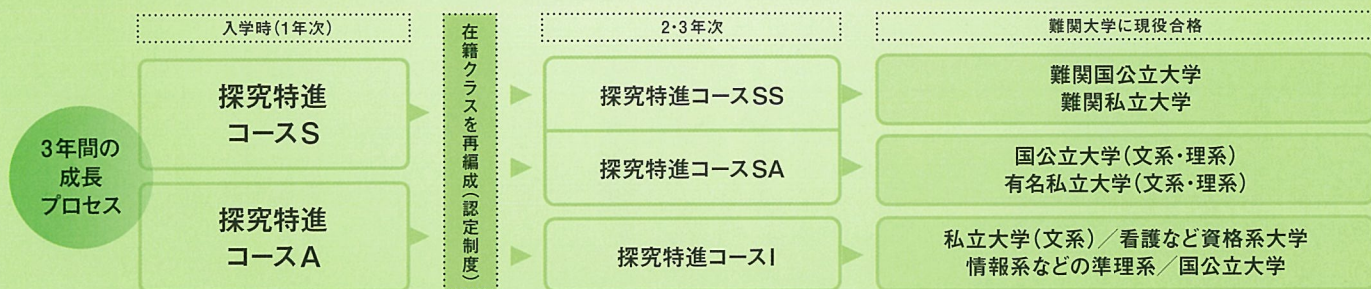 入学時(1年次)
2・3年次
難関大学に現役合格
3年間の
成長
プロセス
探究特進
コースS
探究特進
コースA
在籍クラスを再編成(認定制度)
探究特進コースSS
探究特進コースSA
探究特進コースI
難関国公立大学
難関私立大学
国公立大学(文系・理系)
有名私立大学(文系・理系)
私立大学(文系)/看護など資格系大学
情報系などの準理系/国公立大学